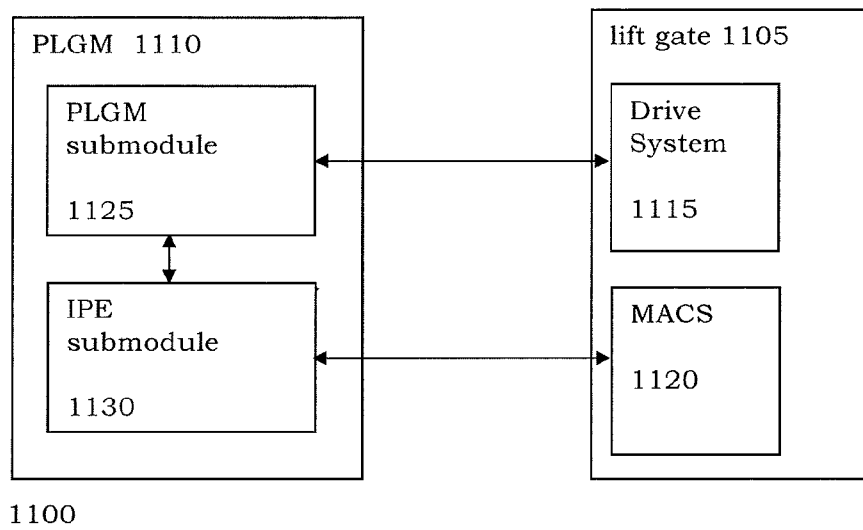 PLGM 1110
PLGM
submodule
1125
IPE
submodule
1130
lift gate 1105
Drive
System
1115
MACS
1120
1100